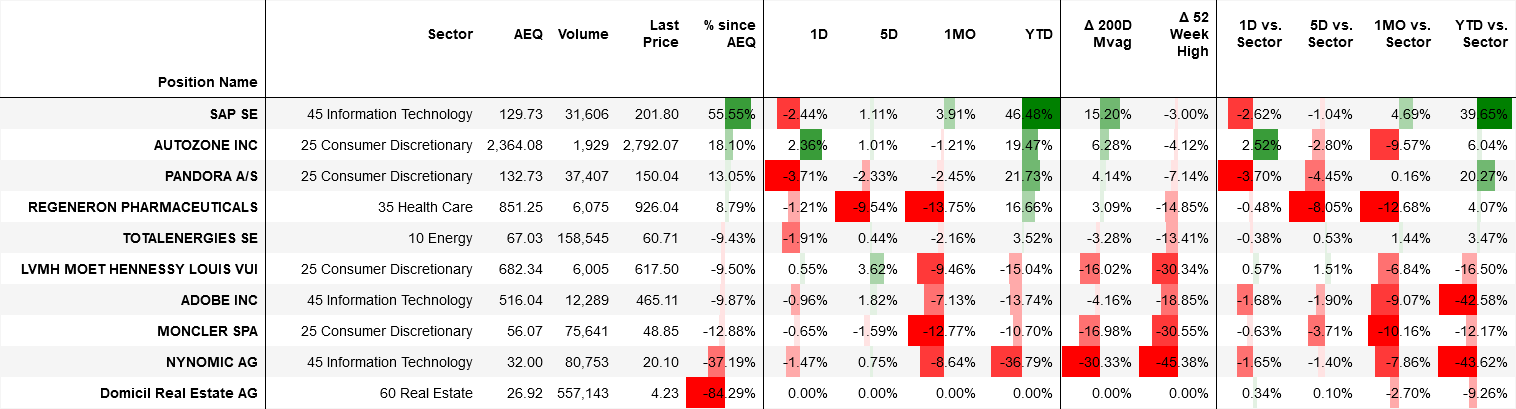 Position Name Sector AEQ Volume Last Price % since AEQ 1D 5D 1MO YTD Δ 200D Mvag Δ 52 Week High 1D vs. Sector 5D vs. Sector 1MO vs. Sector YTD vs. Sector
SAP SE 45 Information Technology 129.73 31,606 201.80 55.55% -2.44% 1.11% 3.91% 46.48% 15.20% -3.00% -2.62% -1.04% 4.69% 39.65%
AUTOZONE INC 25 Consumer Discretionary 2,364.08 1,929 2,792.07 18.10% 2.36% 1.01% -1.21% 19.47% 6.28% -4.12% 2.52% -2.80% -9.57% 6.04%
PANDORA A/S 25 Consumer Discretionary 132.73 37,407 150.04 13.05% -3.71% -2.33% -2.45% 21.73% 4.14% -7.14% -3.70% -4.45% 0.16% 20.27%
REGENERON PHARMACEUTICALS 35 Health Care 851.25 6,075 926.04 8.79% -1.21% -9.54% -13.75% 16.66% 3.09% -14.85% -0.48% -8.05% -12.68% 4.07%
TOTALENERGIES SE 10 Energy 67.03 158,545 60.71 -9.43% -1.91% 0.44% -2.16% 3.52% -3.28% -13.41% -0.38% 0.53% 1.44% 3.47%
LVMH MOET HENNESSY LOUIS VUI 25 Consumer Discretionary 682.34 6,005 617.50 -9.50% 0.55% 3.62% -9.46% -15.04% -16.02% -30.34% 0.57% 1.51% -6.84% -16.50%
ADOBE INC 45 Information Technology 516.04 12,289 465.11 -9.87% -0.96% 1.82% -7.13% -13.74% -4.16% -18.85% -1.68% -1.90% -9.07% -42.58%
MONCLER SPA 25 Consumer Discretionary 56.07 75,641 48.85 -12.88% -0.65% -1.59% -12.77% -10.70% -16.98% -30.55% -0.63% -3.71% -10.16% -12.17%
NYNOMIC AG 45 Information Technology 32.00 80,753 20.10 -37.19% -1.47% 0.75% -8.64% -36.79% -30.33% -45.38% -1.65% -1.40% -7.86% -43.62%
Domicil Real Estate AG 60 Real Estate 26.92 557,143 4.23 -84.29% 0.00% 0.00% 0.00% 0.00% 0.00% 0.00% 0.34% 0.10% -2.70% -9.26%